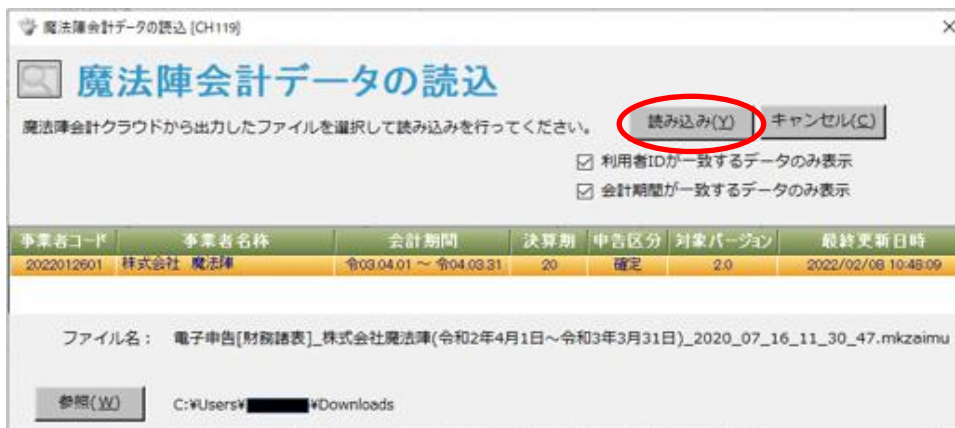 魔法陣会計データの読込 [CH119]
魔法陣会計データの読込
魔法陣会計クラウドから出力したファイルを選択して読み込みを行ってください。 読み込み(Y) キャンセル(C)
利用者IDが一致するデータのみ表示
会計期間が一致するデータのみ表示
事業者コード 事業者名称 会計期間 決算期 申告区分 対象バージョン 最終更新日時
2022012601 株式会社 魔法陣 令03.04.01 ～ 令04.03.31 20 確定 2.0 2022/02/08 10:48:09
ファイル名： 電子申告[財務諸表]_株式会社魔法陣(令和2年4月1日～令和3年3月31日)_2020_07_16_11_30_47.mkzaimu
参照(W) C:¥Users¥ ¥Downloads